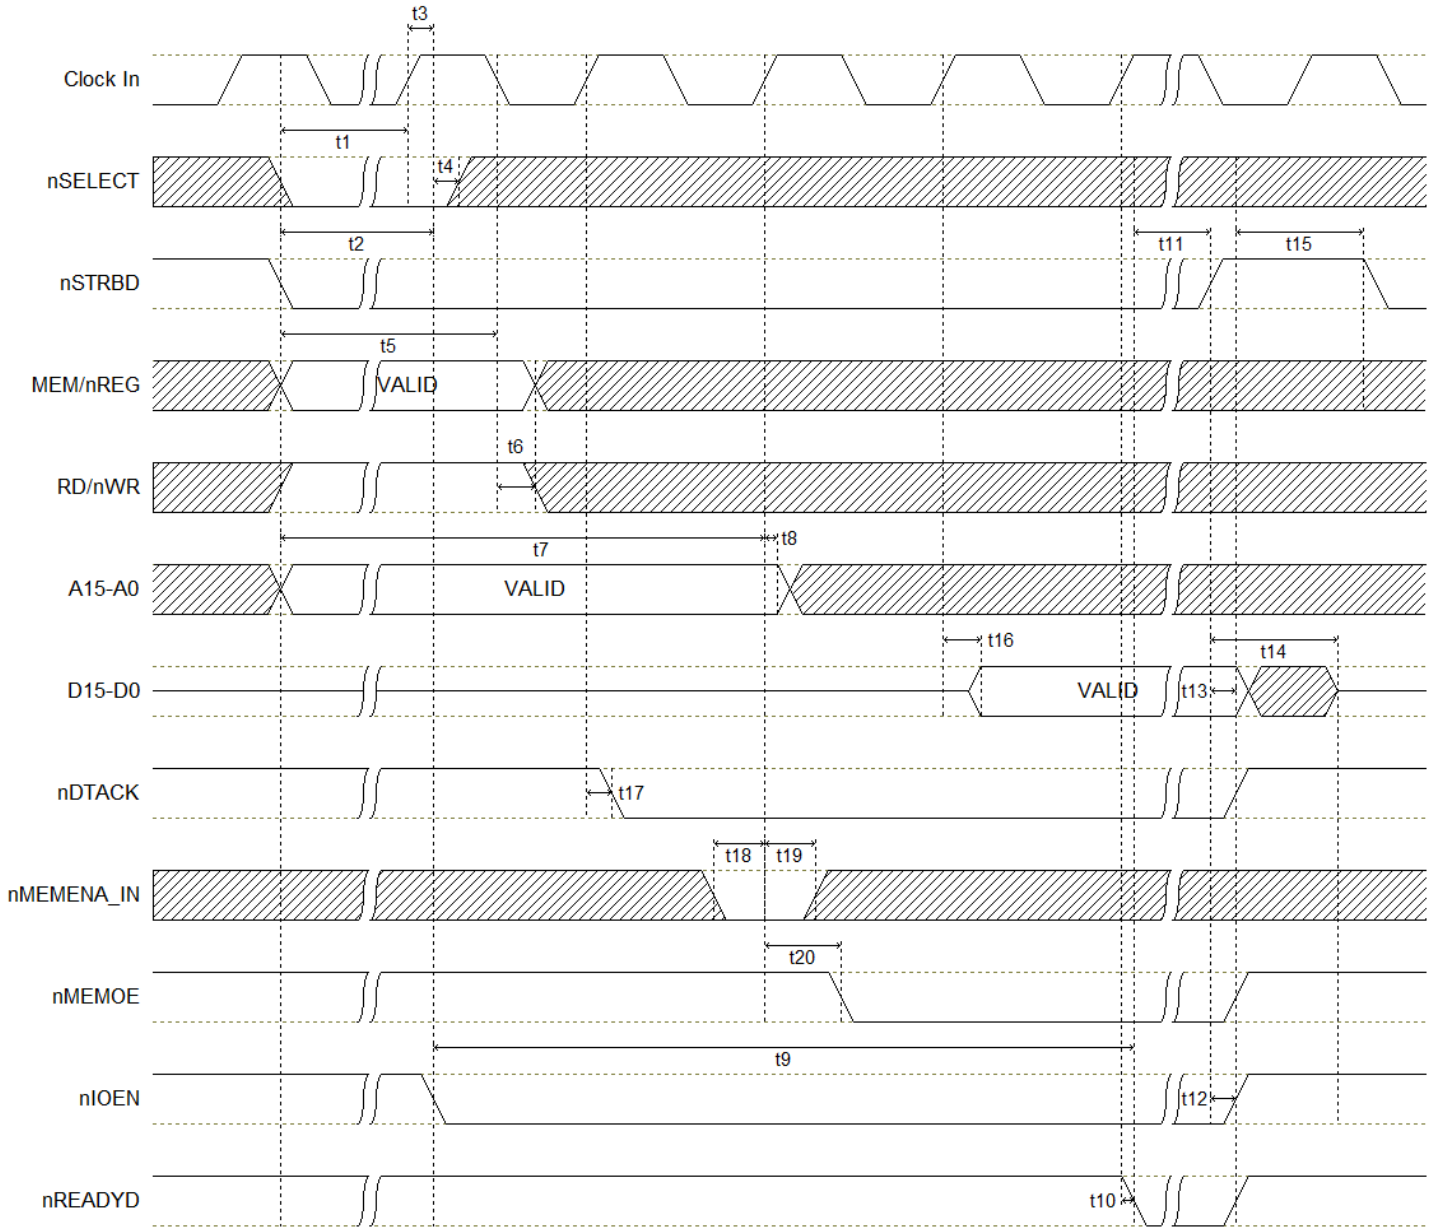 t3
Clock In
t1
nSELECT
t4
t2
t11
t15
nSTRBD
t5
MEM/nREG
VALID
t6
RD/nWR
t7
t8
A15-A0
VALID
t16
t14
D15-D0
VALID
t13
nDTACK
t17
t18
t19
nMEMENA_IN
t20
nMEMOE
t9
nIOEN
t12
nREADYD
t10